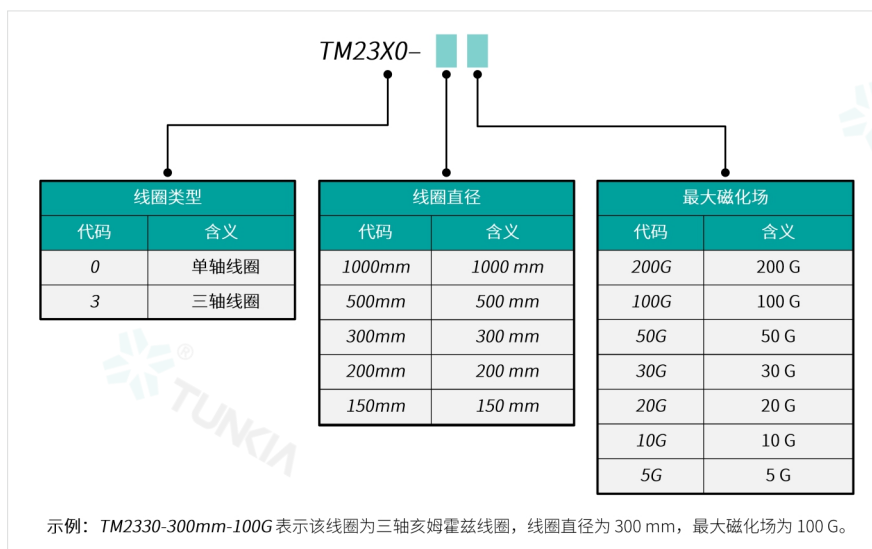 TM23X0–
线圈类型
代码 含义
0 单轴线圈
3 三轴线圈
线圈直径
代码 含义
1000mm 1000 mm
500mm 500 mm
300mm 300 mm
200mm 200 mm
150mm 150 mm
最大磁化场
代码 含义
200G 200 G
100G 100 G
50G 50 G
30G 30 G
20G 20 G
10G 10 G
5G 5 G
®
TUNKIA
示例：TM2330-300mm-100G 表示该线圈为三轴亥姆霍兹线圈，线圈直径为 300 mm，最大磁化场为 100 G。